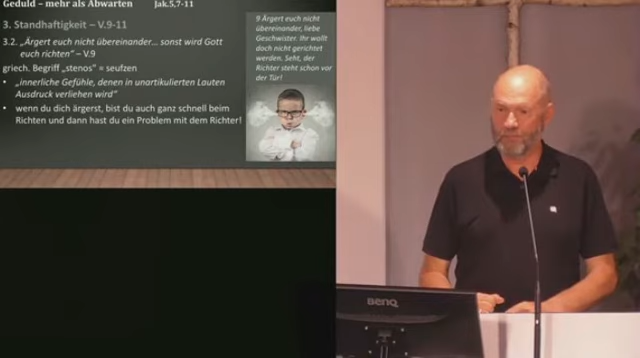 Geduld – mehr als Abwarten Jak.5,7-11
3. Standhaftigkeit – V.9-11
3.2. „Ärgert euch nicht übereinander... sonst wird Gott
euch richten" – V.9
griech. Begriff „stenos" = seufzen
• „innerliche Gefühle, denen in unartikulierten Lauten
Ausdruck verliehen wird"
• wenn du dich ärgerst, bist du auch ganz schnell beim
Richten und dann hast du ein Problem mit dem Richter!
9 Ärgert euch nicht
übereinander, liebe
Geschwister. Ihr wollt
doch nicht gerichtet
werden. Seht, der
Richter steht schon vor
der Tür!
BENQ